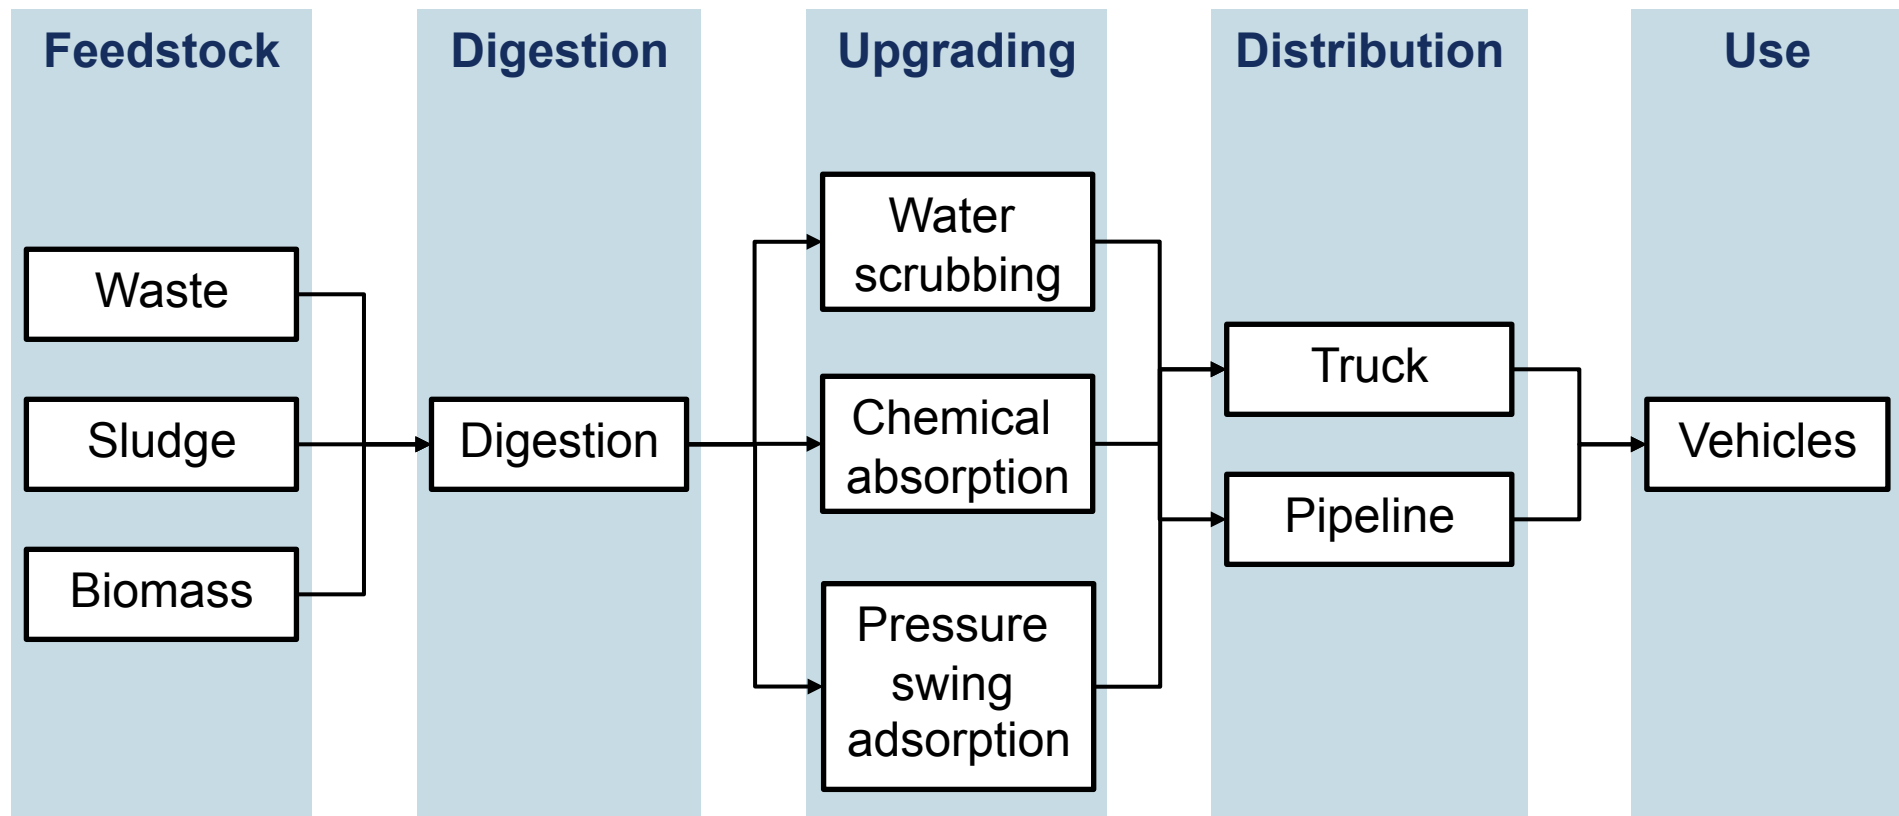 Feedstock
Digestion
Upgrading
Distribution
Use
Waste
Sludge
Biomass
Digestion
Water
scrubbing
Chemical
absorption
Pressure
swing
adsorption
Truck
Pipeline
Vehicles